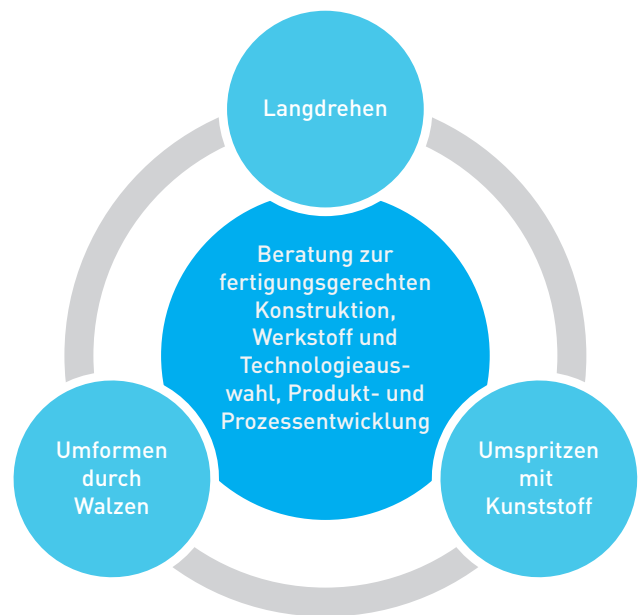 Langdrehen
Beratung zur
fertigungsgerechten
Konstruktion,
Werkstoff und
Technologieaus-
wahl, Produkt- und
Prozessentwicklung
Umformen
durch
Walzen
Umspritzen
mit
Kunststoff